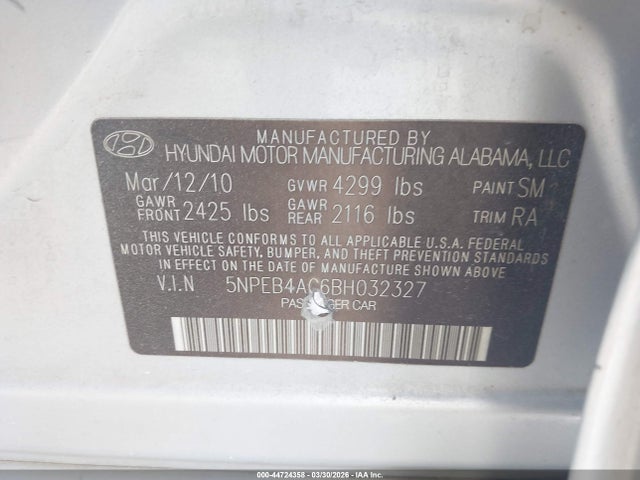 MANUFACTURED BY
HYUNDAI MOTOR MANUFACTURING ALABAMA, LLC
Mar/12/10 GVWR 4299 lbs PAINT SM
GAWR FRONT 2425 lbs GAWR REAR 2116 lbs TRIM RA
THIS VEHICLE CONFORMS TO ALL APPLICABLE U.S.A. FEDERAL
MOTOR VEHICLE SAFETY, BUMPER, AND THEFT PREVENTION STANDARDS
IN EFFECT ON THE DATE OF MANUFACTURE SHOWN ABOVE
V.I.N 5NPEB4AC6BH032327
PASSENGER CAR
000-44724358 - 03/30/2026 - IAA Inc.